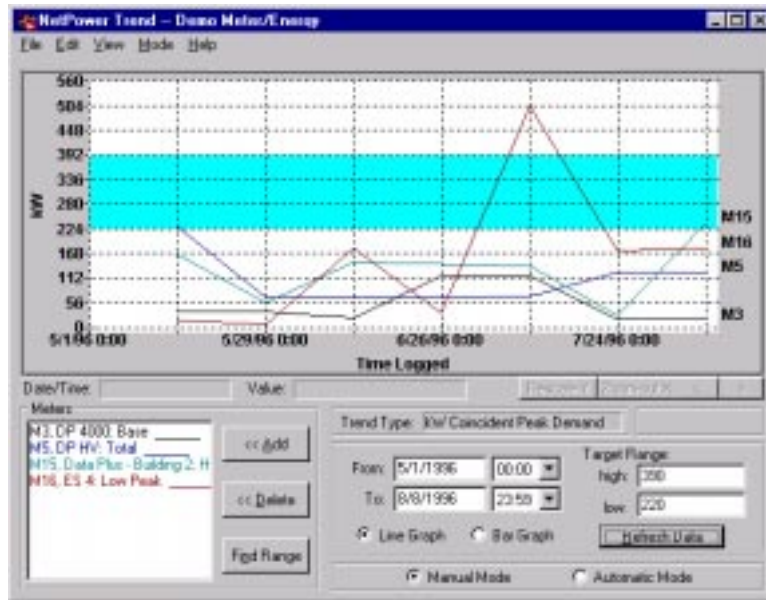 NetPower Trend -- Demo Meter/Energy
File Edit View Mode Help
560
504
448
392
336
280
224
168
112
56
0
kW
M15
M16
M5
M3
5/1/96 0:00 5/29/96 0:00 6/26/96 0:00 7/24/96 0:00
Time Logged
Date/Time: Value:
Meters
M3, DP 4000: Base
M5, DP HV: Total
M15, Data Plus - Building 2: H
M16, ES 4: Low Peak
<< Add
<< Delete
Find Range
Trend Type: kW Coincident Peak Demand
From: 5/1/1996 00:00
To: 8/8/1996 23:59
Target Range:
high: 390
low: 220
Line Graph Bar Graph
Refresh Data
Manual Mode Automatic Mode